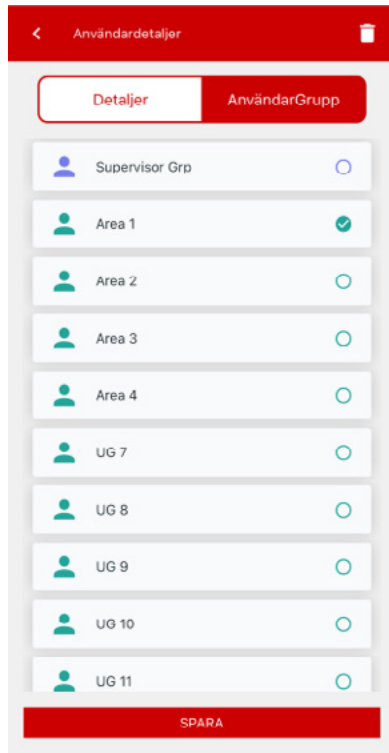 Användardetaljer
Detaljer AnvändarGrupp
Supervisor Grp
Area 1
Area 2
Area 3
Area 4
UG 7
UG 8
UG 9
UG 10
UG 11
SPARA